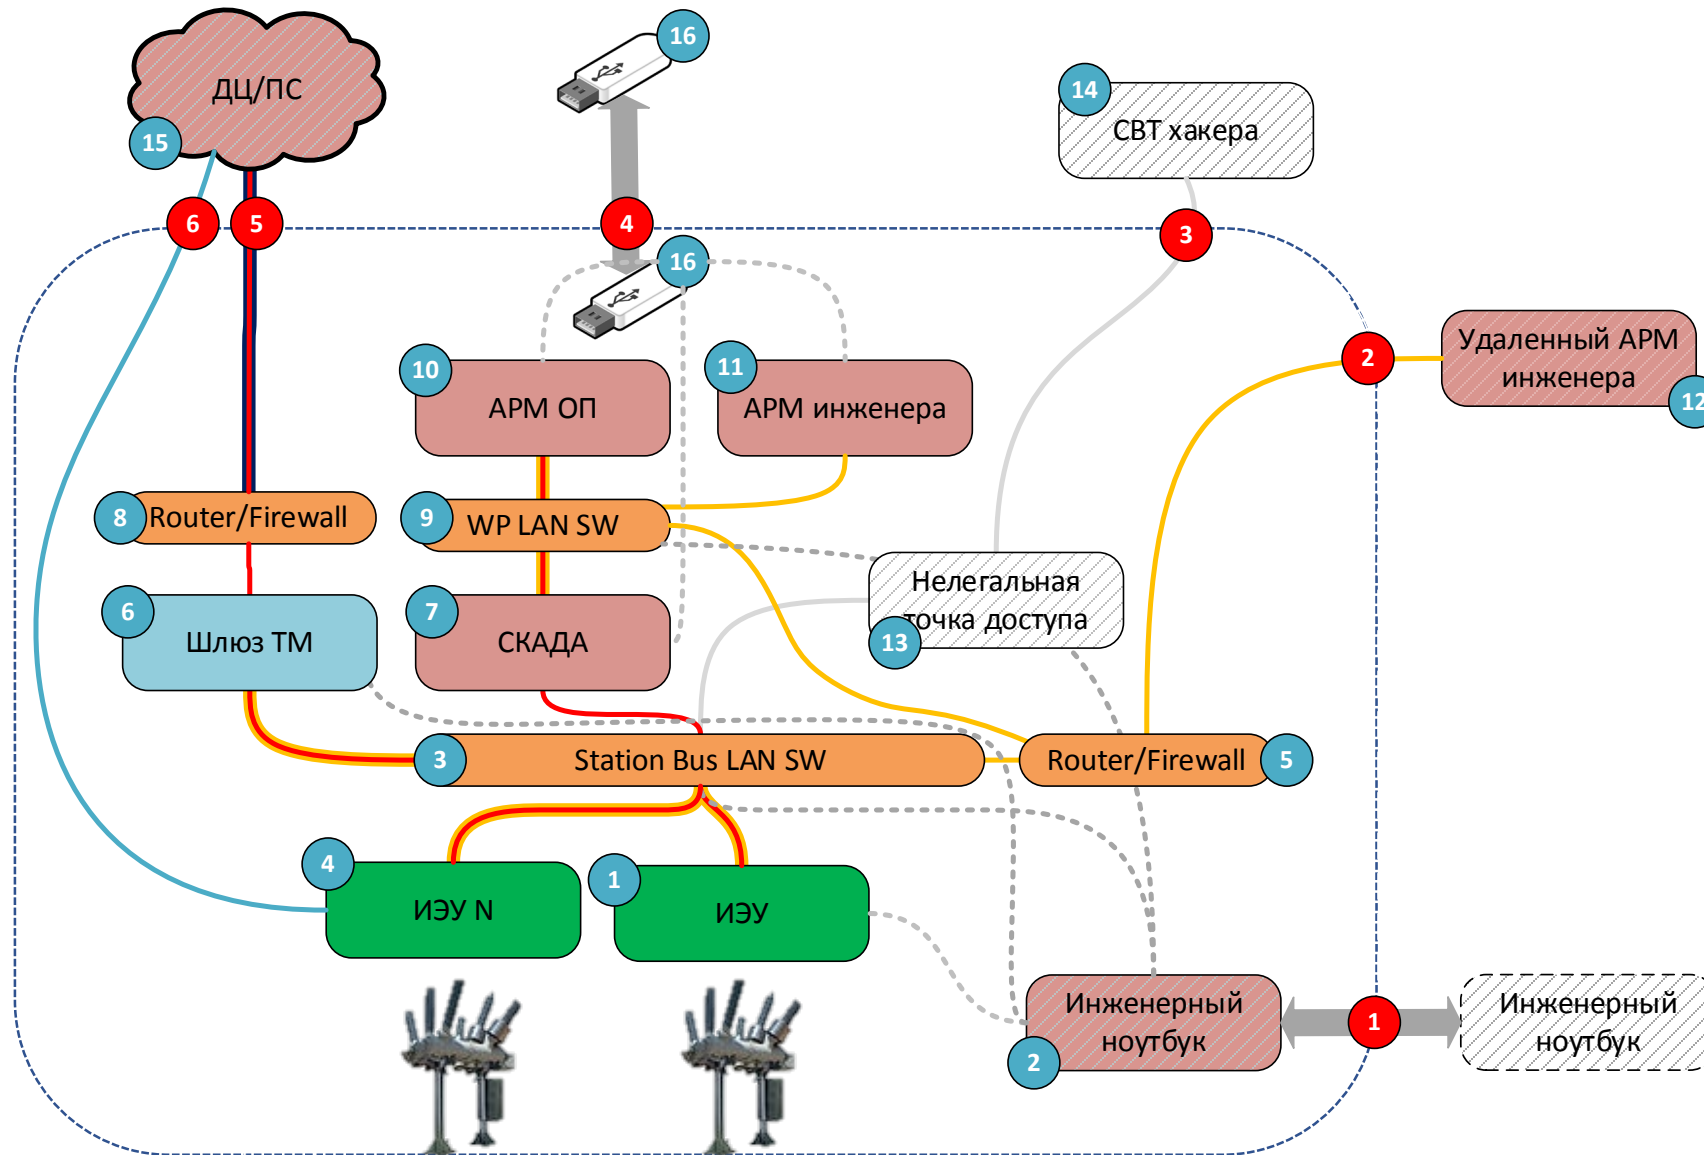 16
ДЦ/ПС
14
СВТ хакера
15
6
5
4
3
16
2
Удаленный АРМ
инженера
12
10
АРМ ОП
11
АРМ инженера
8
Router/Firewall
9
WP LAN SW
Нелегальная
точка доступа
13
6
Шлюз ТМ
7
СКАДА
3
Station Bus LAN SW
Router/Firewall
5
4
ИЭУ N
1
ИЭУ
Инженерный
ноутбук
2
1
Инженерный
ноутбук